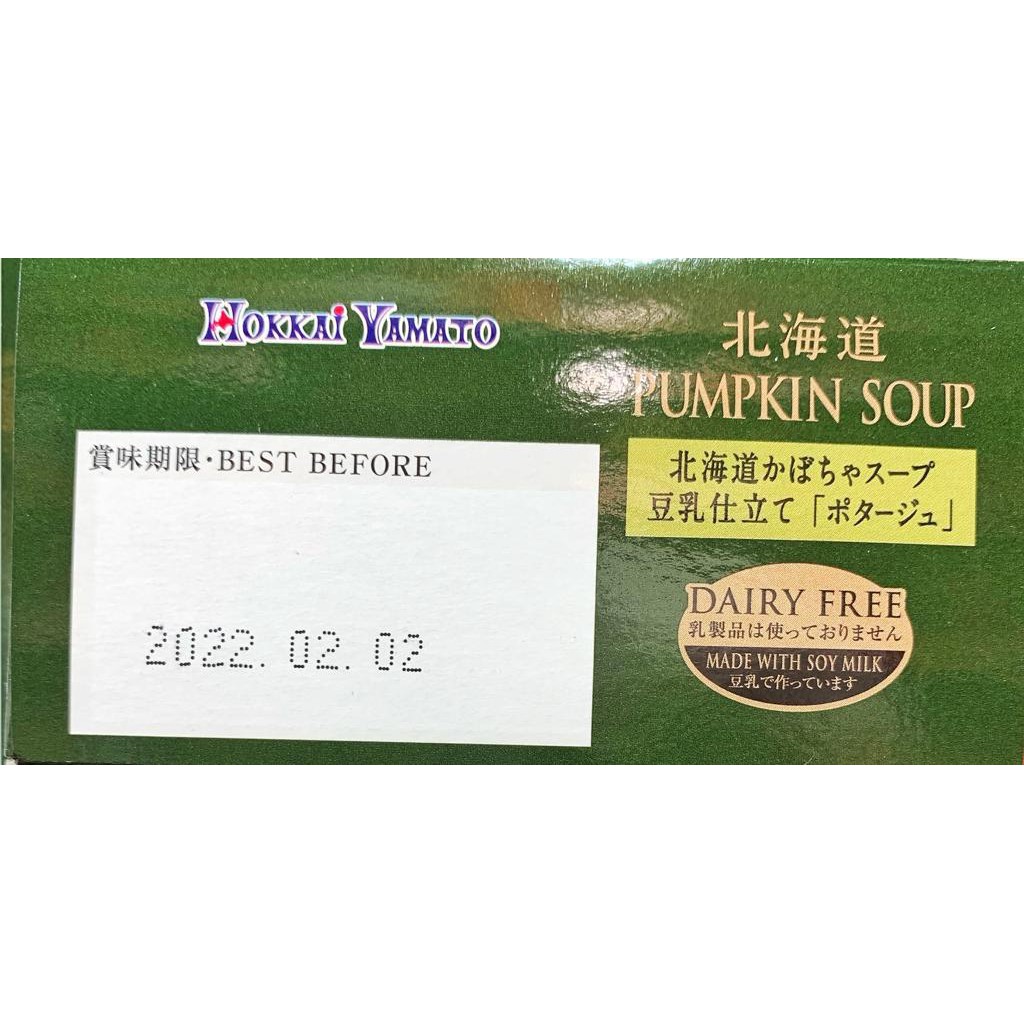 HOKKAI YAMATO
北海道
PUMPKIN SOUP
賞味期限・BEST BEFORE
2022.02.02
北海道かぼちゃスープ
豆乳仕立て「ポタージュ」
DAIRY FREE
乳製品は使っておりません
MADE WITH SOY MILK
豆乳で作っています